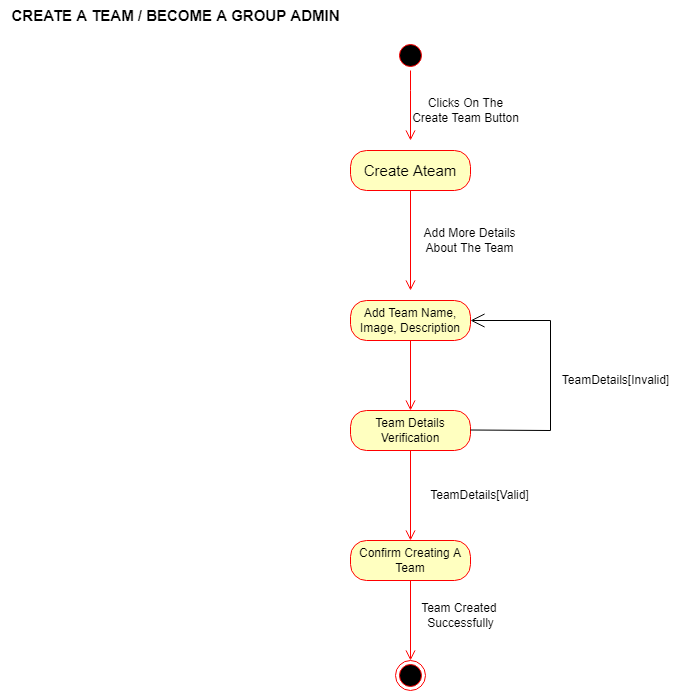 CREATE A TEAM / BECOME A GROUP ADMIN
Clicks On The
Create Team Button
Create Ateam
Add More Details
About The Team
Add Team Name,
Image, Description
TeamDetails[Invalid]
Team Details
Verification
TeamDetails[Valid]
Confirm Creating A
Team
Team Created
Successfully